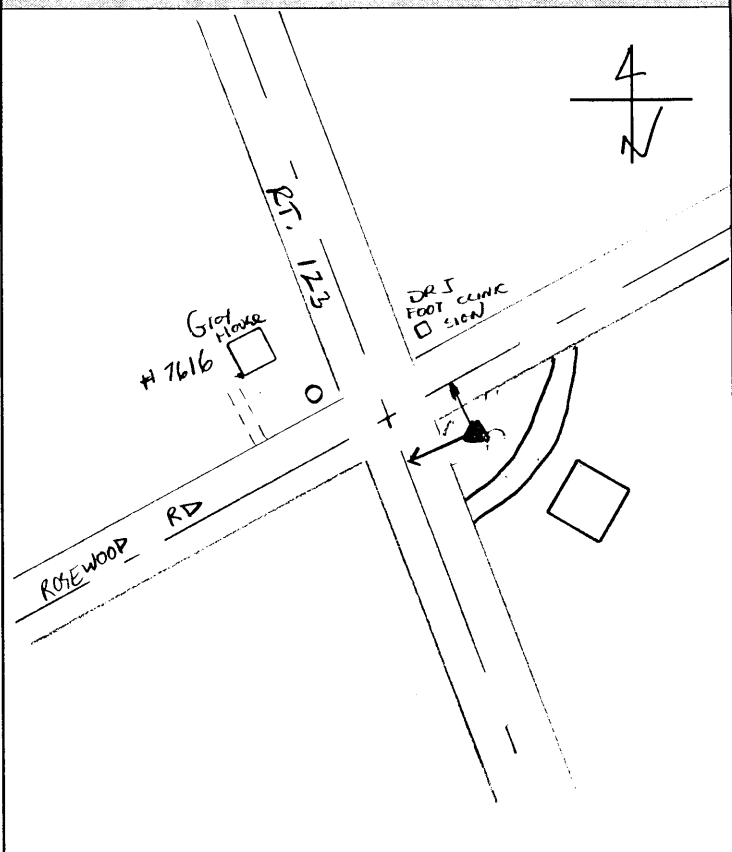 N
RT. 123
DR J
FOOT CLINIC
SIGN
Gray
House
# 7616
ROSEWOOD RD